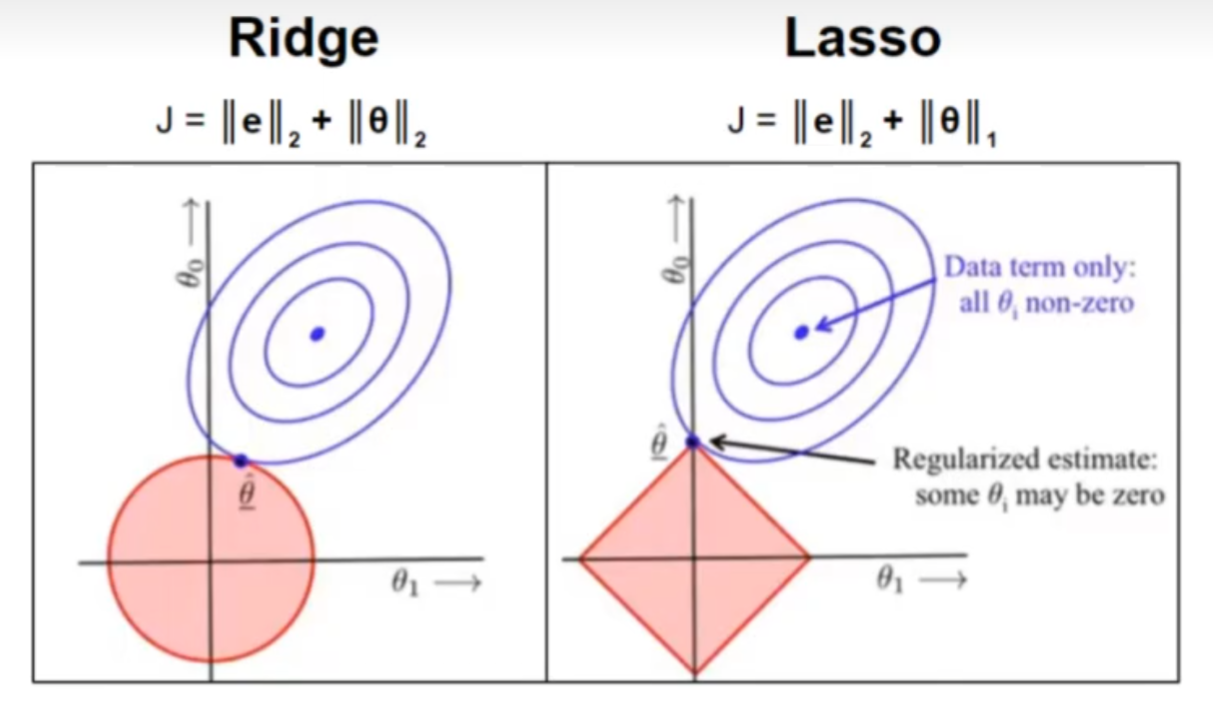 Ridge
J = ‖e‖₂ + ‖θ‖₂
θ₀ →
θ̂
θ₁ →
Lasso
J = ‖e‖₂ + ‖θ‖₁
θ₀ →
Data term only:
all θᵢ non-zero
θ̂
Regularized estimate:
some θᵢ may be zero
θ₁ →